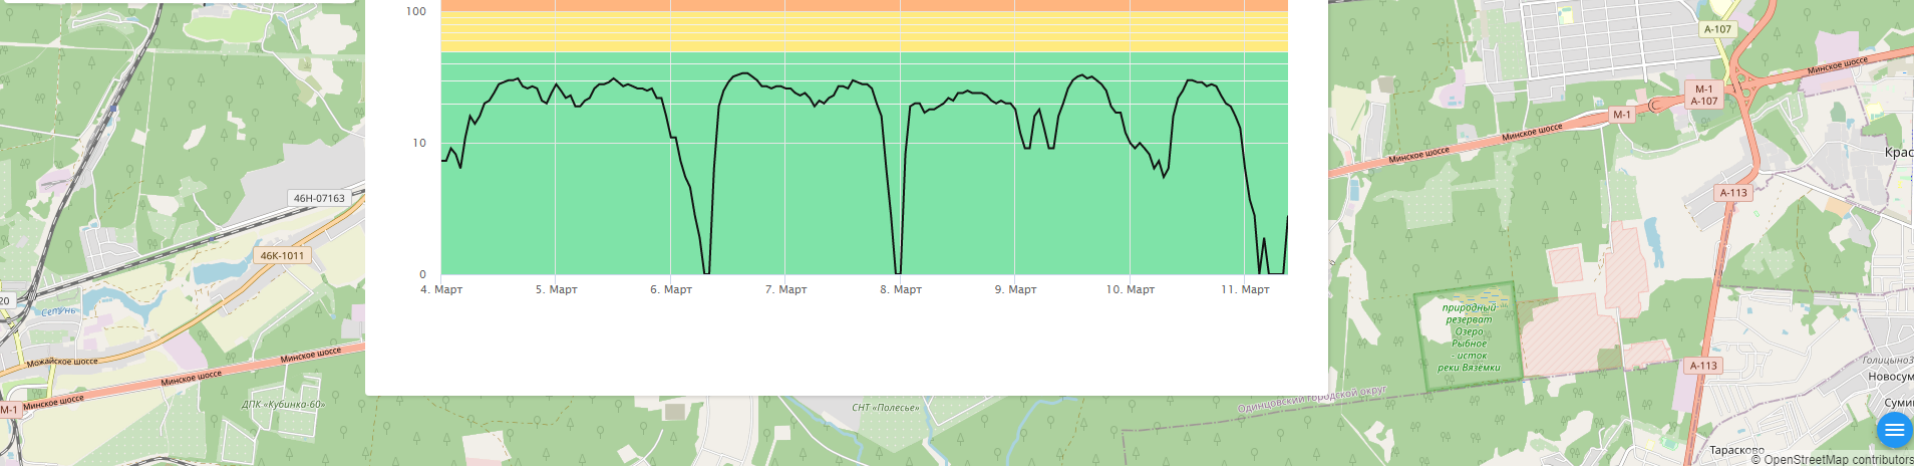 100
10
0
4. Март
5. Март
6. Март
7. Март
8. Март
9. Март
10. Март
11. Март
46Н-07163
46К-1011
20
Сетунь
Можайское шоссе
Минское шоссе
Минское шоссе
М-1
Минское шоссе
ДПК «Кубинка-60»
СНТ «Полесье»
Одинцовский городской округ
А-107
Минское шоссе
М-1
А-107
М-1
Минское шоссе
Минское шоссе
Крас
А-113
природный
резерват
Озеро
Рыбное
- исток
реки Вязёмки
А-113
Голицыно
Новосум
Суми
Тарасково
© OpenStreetMap contributors